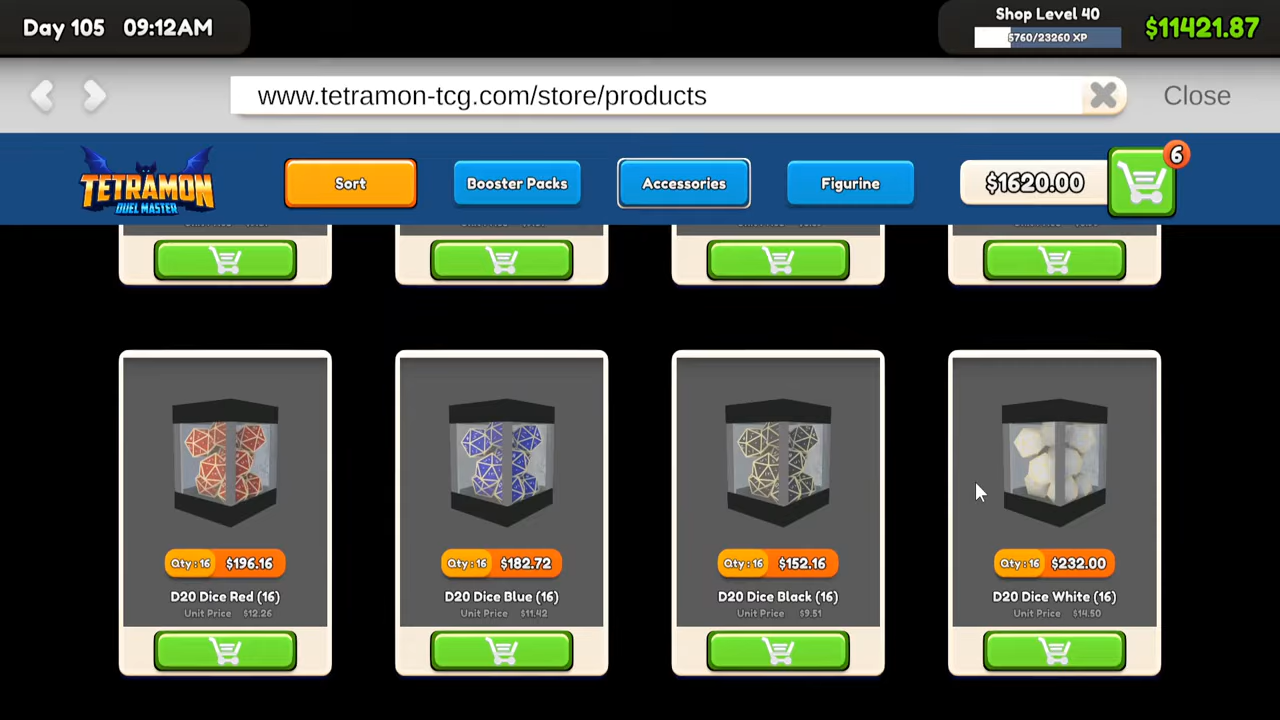 Day 105 09:12AM
Shop Level 40
5760/23260 XP
$11421.87
www.tetramon-tcg.com/store/products
Close
TETRAMON
DUEL MASTER
Sort
Booster Packs
Accessories
Figurine
$1620.00
6
Qty : 16 $196.16
Qty : 16 $182.72
Qty : 16 $152.16
Qty : 16 $232.00
D20 Dice Red (16)
D20 Dice Blue (16)
D20 Dice Black (16)
D20 Dice White (16)
Unit Price $12.26
Unit Price $11.42
Unit Price $9.51
Unit Price $14.50